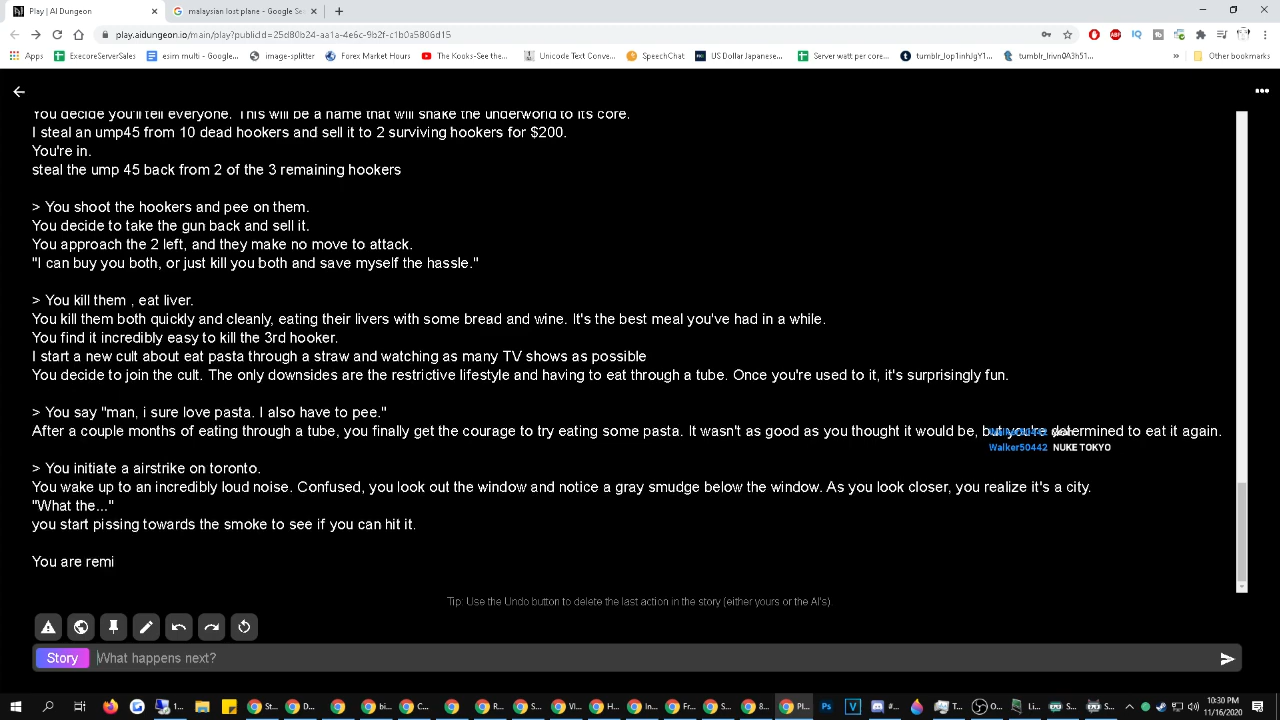 Play | AI Dungeon
malaysian lost plane - Google Se
play.aidungeon.io/main/play?publicId=25d80b24-aa1a-4e6c-9b2f-c1b0a5806d15
Apps ExecoreServerSales esim multi - Google... image-splitter Forex Market Hours The Kooks-See the... Unicode Text Conve... SpeechChat US Dollar Japanese... Server watt per core... Other bookmarks
You decide you'll tell everyone. This will be a name that will shake the underworld to its core.
I steal an ump45 from 10 dead hookers and sell it to 2 surviving hookers for $200.
You're in.
steal the ump 45 back from 2 of the 3 remaining hookers
> You shoot the hookers and pee on them.
You decide to take the gun back and sell it.
You approach the 2 left, and they make no move to attack.
"I can buy you both, or just kill you both and save myself the hassle."
> You kill them , eat liver.
You kill them both quickly and cleanly, eating their livers with some bread and wine. It's the best meal you've had in a while.
You find it incredibly easy to kill the 3rd hooker.
I start a new cult about eat pasta through a straw and watching as many TV shows as possible
You decide to join the cult. The only downsides are the restrictive lifestyle and having to eat through a tube. Once you're used to it, it's surprisingly fun.
> You say "man, i sure love pasta. I also have to pee."
After a couple months of eating through a tube, you finally get the courage to try eating some pasta. It wasn't as good as you thought it would be, but you're determined to eat it again.
Walker50442 NUKE TOKYO
> You initiate a airstrike on toronto.
You wake up to an incredibly loud noise. Confused, you look out the window and notice a gray smudge below the window. As you look closer, you realize it's a city.
"What the..."
you start pissing towards the smoke to see if you can hit it.
You are remi
Tip: Use the Undo button to delete the last action in the story (either yours or the AI's)
Story What happens next?
10:30 PM
11/16/2020